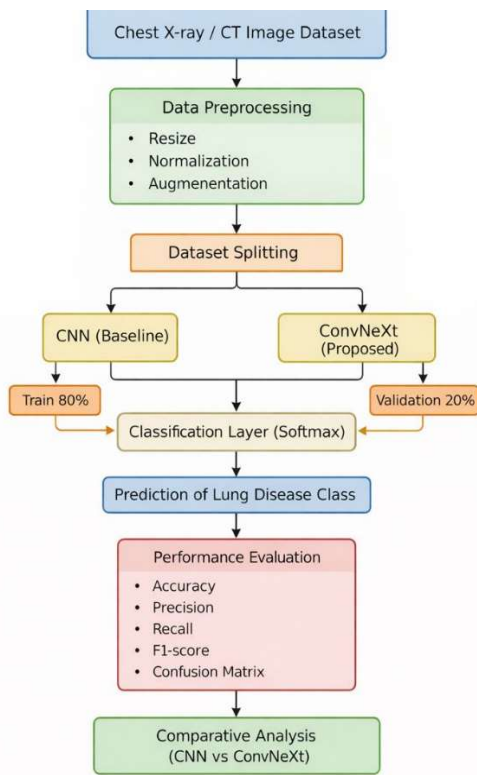 Chest X-ray / CT Image Dataset
Data Preprocessing
• Resize
• Normalization
• Augmenentation
Dataset Splitting
CNN (Baseline)
ConvNeXt
(Proposed)
Train 80%
Validation 20%
Classification Layer (Softmax)
Prediction of Lung Disease Class
Performance Evaluation
• Accuracy
• Precision
• Recall
• F1-score
• Confusion Matrix
Comparative Analysis
(CNN vs ConvNeXt)